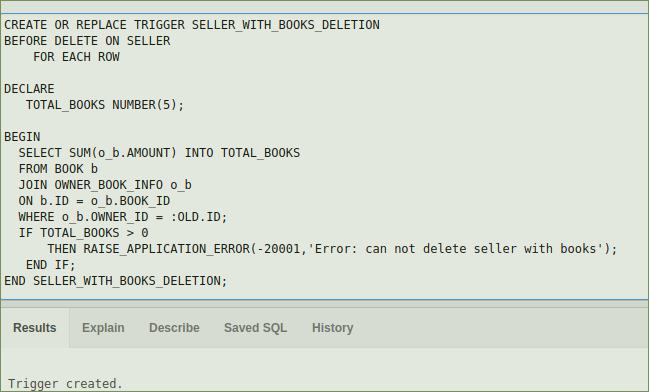 CREATE OR REPLACE TRIGGER SELLER_WITH_BOOKS_DELETION
BEFORE DELETE ON SELLER
    FOR EACH ROW

DECLARE
   TOTAL_BOOKS NUMBER(5);

BEGIN
  SELECT SUM(o_b.AMOUNT) INTO TOTAL_BOOKS
  FROM BOOK b
  JOIN OWNER_BOOK_INFO o_b
  ON b.ID = o_b.BOOK_ID
  WHERE o_b.OWNER_ID = :OLD.ID;
  IF TOTAL_BOOKS > 0
      THEN RAISE_APPLICATION_ERROR(-20001,'Error: can not delete seller with books');
   END IF;
END SELLER_WITH_BOOKS_DELETION;
Results Explain Describe Saved SQL History
Trigger created.